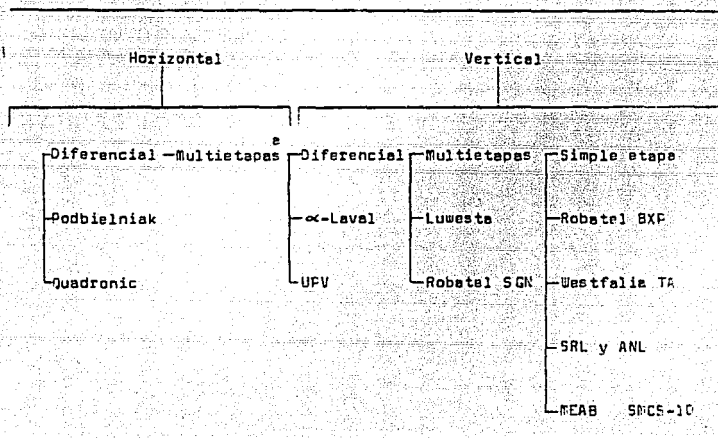 Horizontal Vertical
Diferencial Multietapas a Diferencial Multietapas Simple etapa
Podbielniak α-Laval Luwesta Robatel BXP
Quadronic UPV Robatel SGN Westfalia TA
SRL y ANL
MEAB SMCS-10